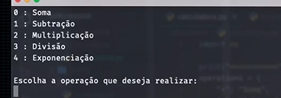 0 : Soma
1 : Subtração
2 : Multiplicação
3 : Divisão
4 : Exponenciação
Escolha a operação que deseja realizar: